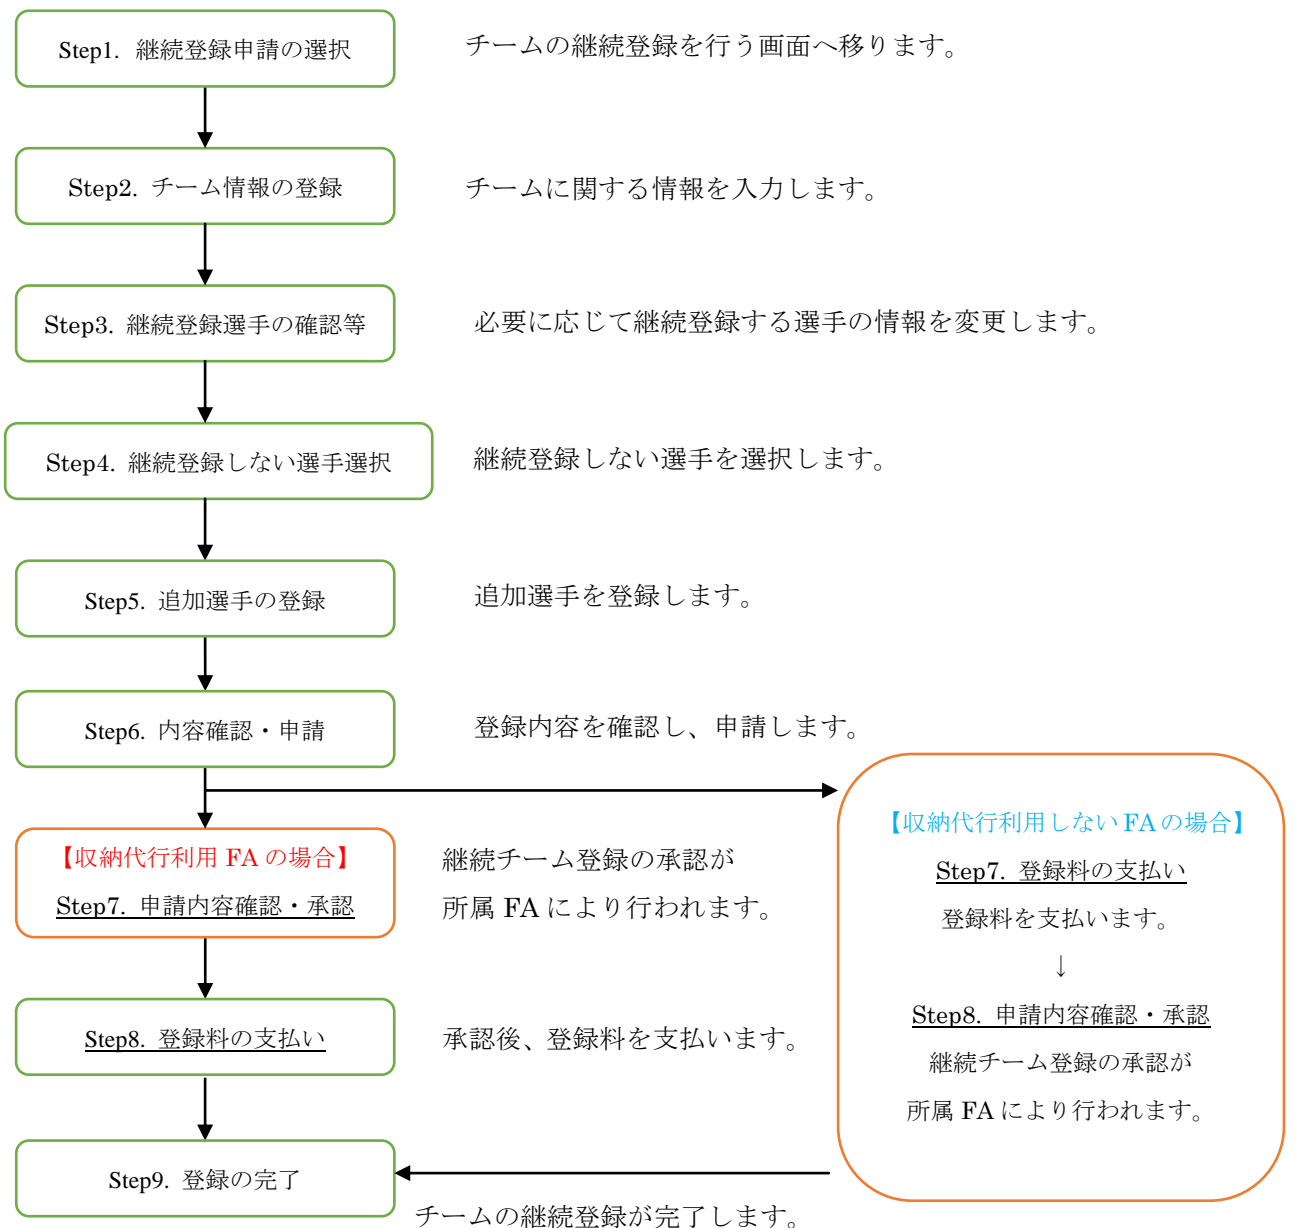 Step1. 継続登録申請の選択
チームの継続登録を行う画面へ移ります。
Step2. チーム情報の登録
チームに関する情報を入力します。
Step3. 継続登録選手の確認等
必要に応じて継続登録する選手の情報を変更します。
Step4. 継続登録しない選手選択
継続登録しない選手を選択します。
Step5. 追加選手の登録
追加選手を登録します。
Step6. 内容確認・申請
登録内容を確認し、申請します。
【収納代行利用 FA の場合】
Step7. 申請内容確認・承認
継続チーム登録の承認が
所属 FA により行われます。
Step8. 登録料の支払い
承認後、登録料を支払います。
【収納代行利用しない FA の場合】
Step7. 登録料の支払い
登録料を支払います。
↓
Step8. 申請内容確認・承認
継続チーム登録の承認が
所属 FA により行われます。
Step9. 登録の完了
チームの継続登録が完了します。